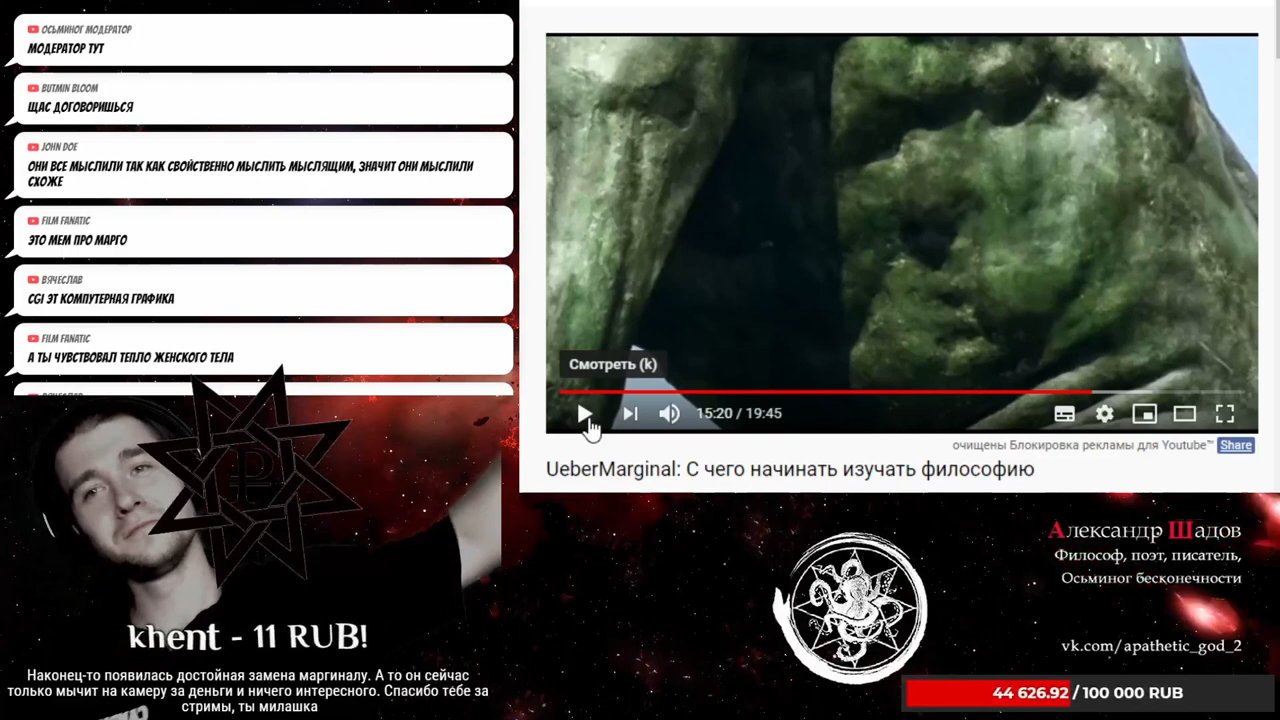 ОСЬМИНОГ МОДЕРАТОР
МОДЕРАТОР ТУТ
BUTMIN BLOOM
ЩАС ДОГОВОРИШЬСЯ
JOHN DOE
ОНИ ВСЕ МЫСЛИЛИ ТАК КАК СВОЙСТВЕННО МЫСЛИТЬ МЫСЛЯЩИМ, ЗНАЧИТ ОНИ МЫСЛИЛИ
СХОЖЕ
FILM FANATIC
ЭТО МЕМ ПРО МАРГО
ВЯЧЕСЛАВ
CGI ЭТ КОМПУТЕРНАЯ ГРАФИКА
FILM FANATIC
А ТЫ ЧУВСТВОВАЛ ТЕПЛО ЖЕНСКОГО ТЕЛА
khent - 11 RUB!
Наконец-то появилась достойная замена маргиналу. А то он сейчас
только мычит на камеру за деньги и ничего интересного. Спасибо тебе за
стримы, ты милашка
Смотреть (k)
15:20 / 19:45
очищены Блокировка рекламы для Youtube™ Share
UeberMarginal: С чего начинать изучать философию
Александр Шадов
Философ, поэт, писатель,
Осьминог бесконечности
vk.com/apathetic_god_2
44 626.92 / 100 000 RUB